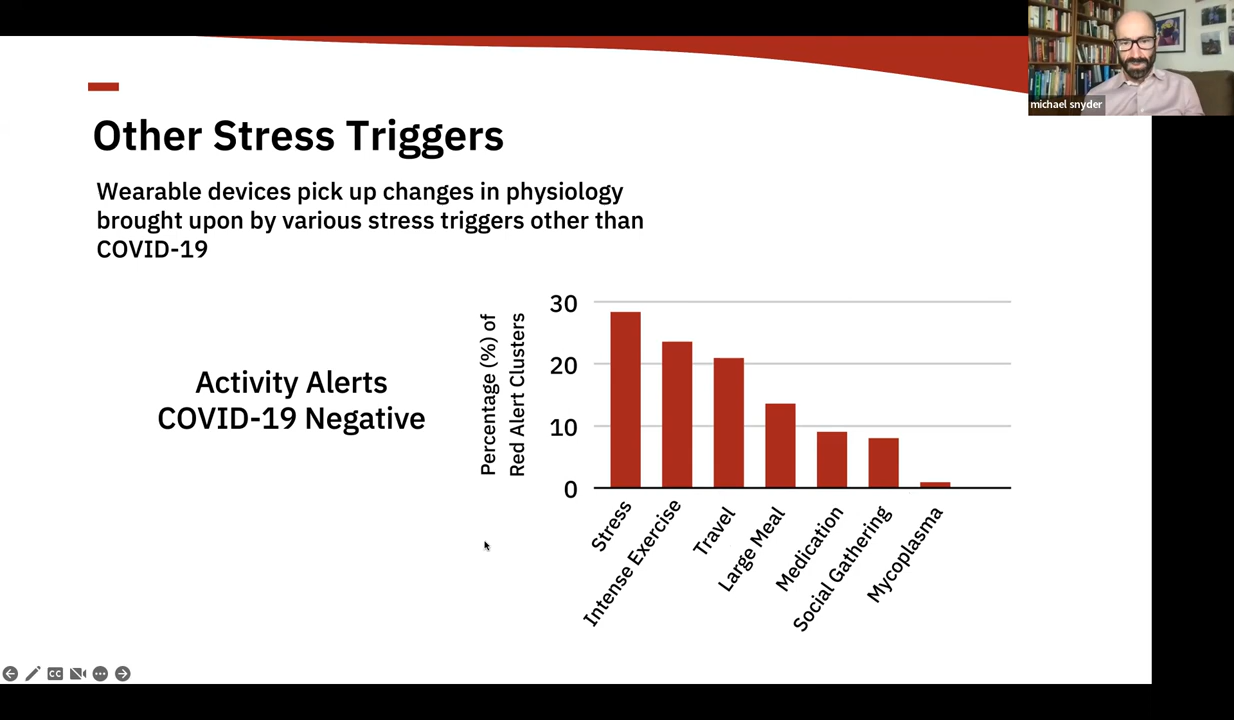 michael snyder
Other Stress Triggers
Wearable devices pick up changes in physiology
brought upon by various stress triggers other than
COVID-19
Activity Alerts
COVID-19 Negative
Percentage (%) of
Red Alert Clusters
30
20
10
0
Stress
Intense Exercise
Travel
Large Meal
Medication
Social Gathering
Mycoplasma
CC